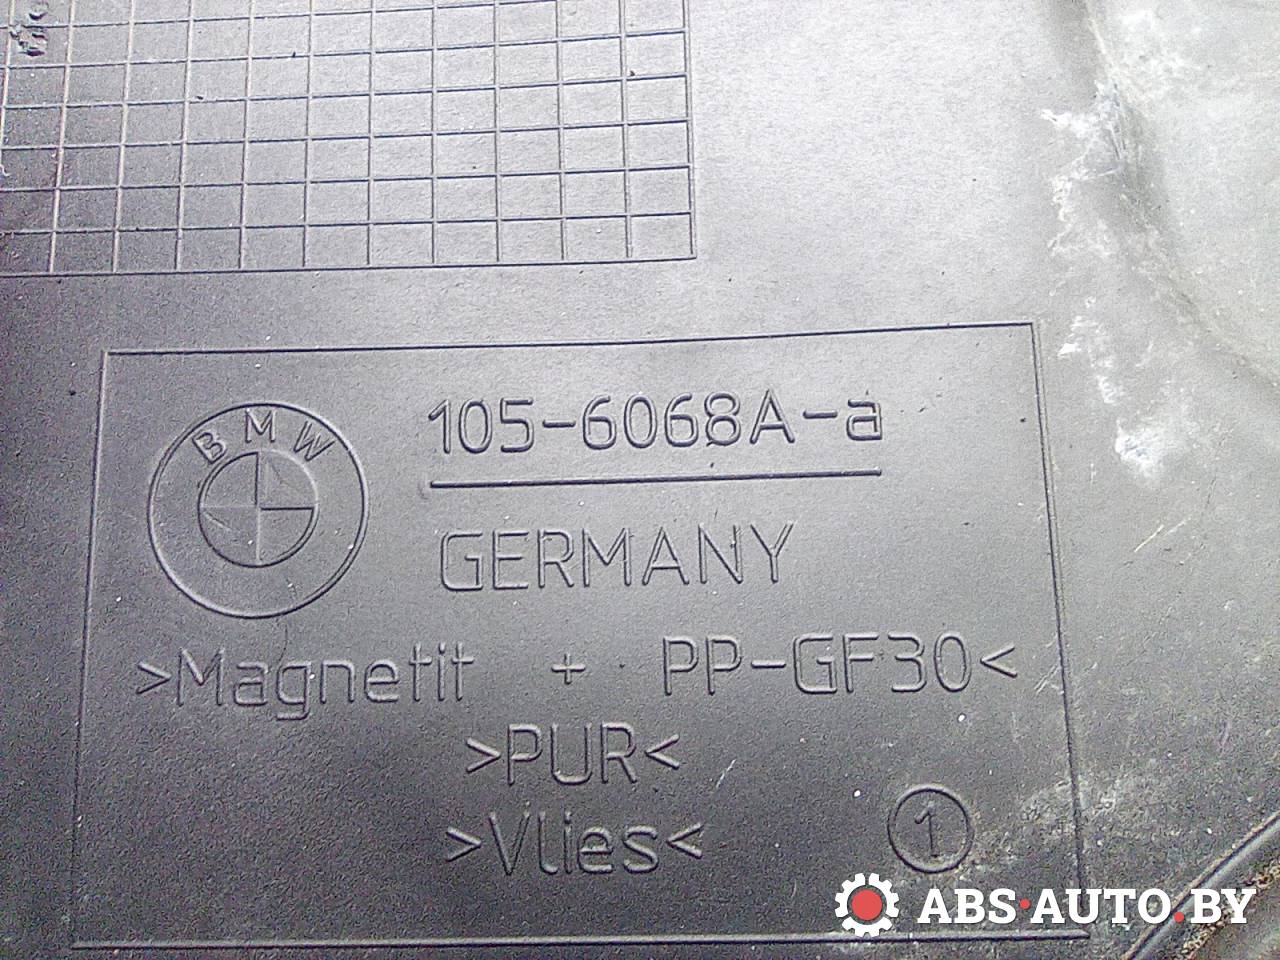 BMW
105-6068A-a
GERMANY
>Magnetit + PP-GF30<
>PUR<
>Vlies<
1
ABS·AUTO.BY